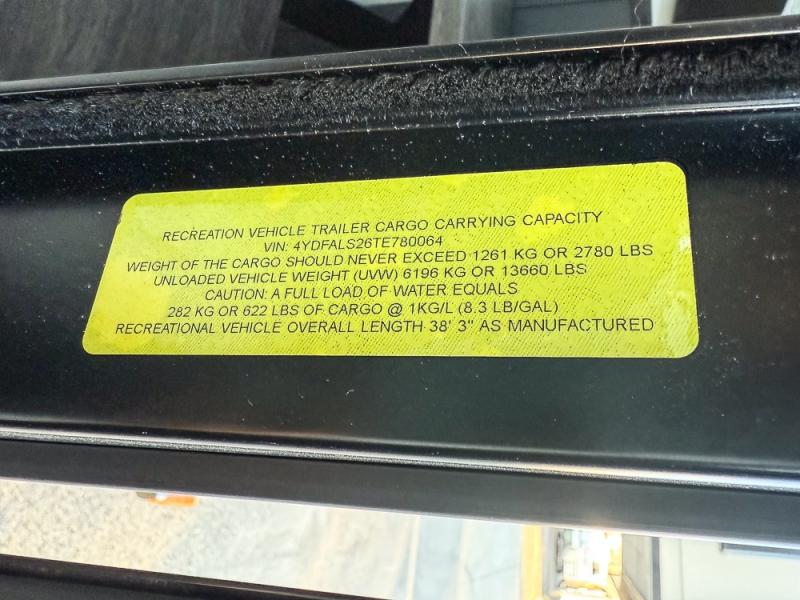 RECREATION VEHICLE TRAILER CARGO CARRYING CAPACITY
VIN: 4YDFALS26TE780064
WEIGHT OF THE CARGO SHOULD NEVER EXCEED 1261 KG OR 2780 LBS
UNLOADED VEHICLE WEIGHT (UVW) 6196 KG OR 13660 LBS
CAUTION: A FULL LOAD OF WATER EQUALS
282 KG OR 622 LBS OF CARGO @ 1KG/L (8.3 LB/GAL)
RECREATIONAL VEHICLE OVERALL LENGTH 38' 3" AS MANUFACTURED